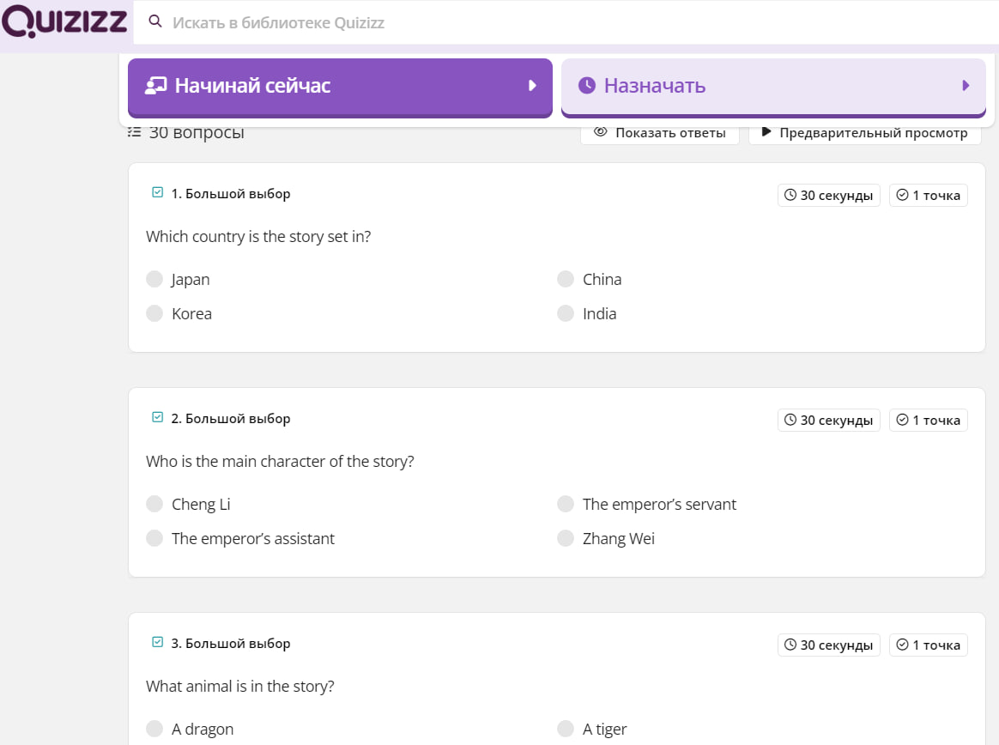 Quizizz
Искать в библиотеке Quizizz
Начинай сейчас
Назначать
30 вопросы
Показать ответы
Предварительный просмотр
1. Большой выбор
30 секунды
1 точка
Which country is the story set in?
Japan
China
Korea
India
2. Большой выбор
30 секунды
1 точка
Who is the main character of the story?
Cheng Li
The emperor’s servant
The emperor’s assistant
Zhang Wei
3. Большой выбор
30 секунды
1 точка
What animal is in the story?
A dragon
A tiger